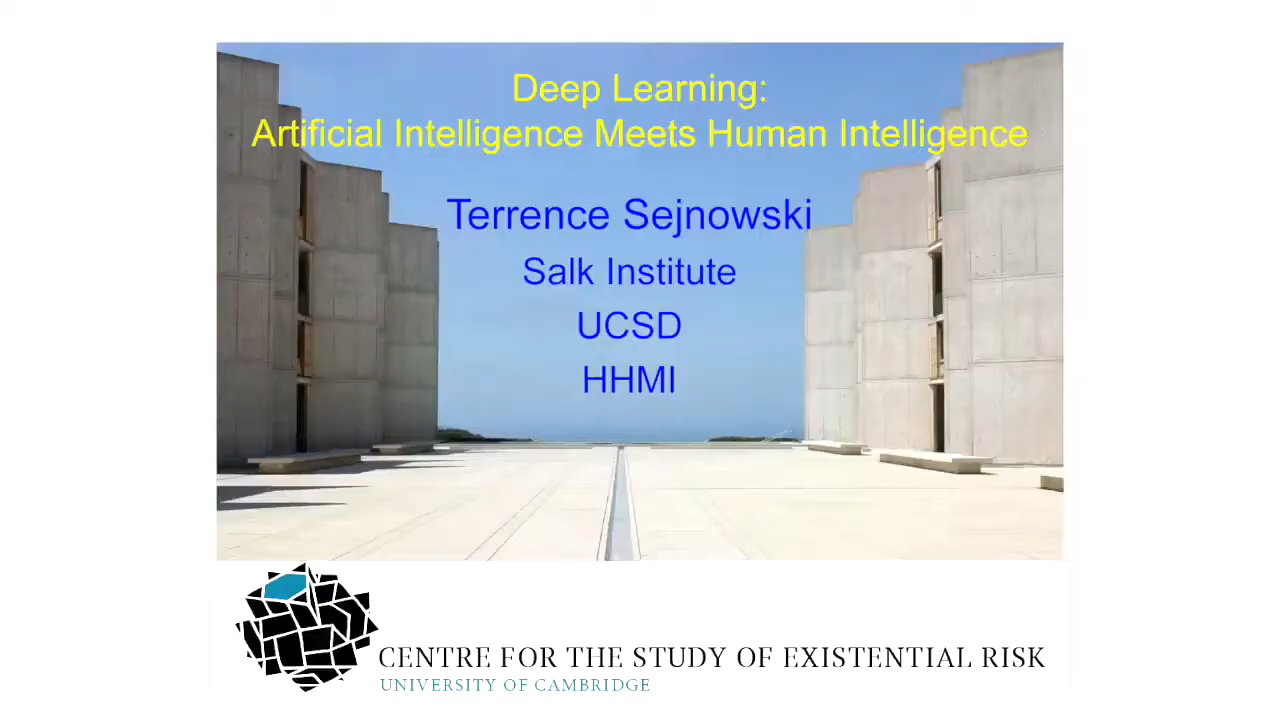 Deep Learning:
Artificial Intelligence Meets Human Intelligence
Terrence Sejnowski
Salk Institute
UCSD
HHMI
CENTRE FOR THE STUDY OF EXISTENTIAL RISK
UNIVERSITY OF CAMBRIDGE